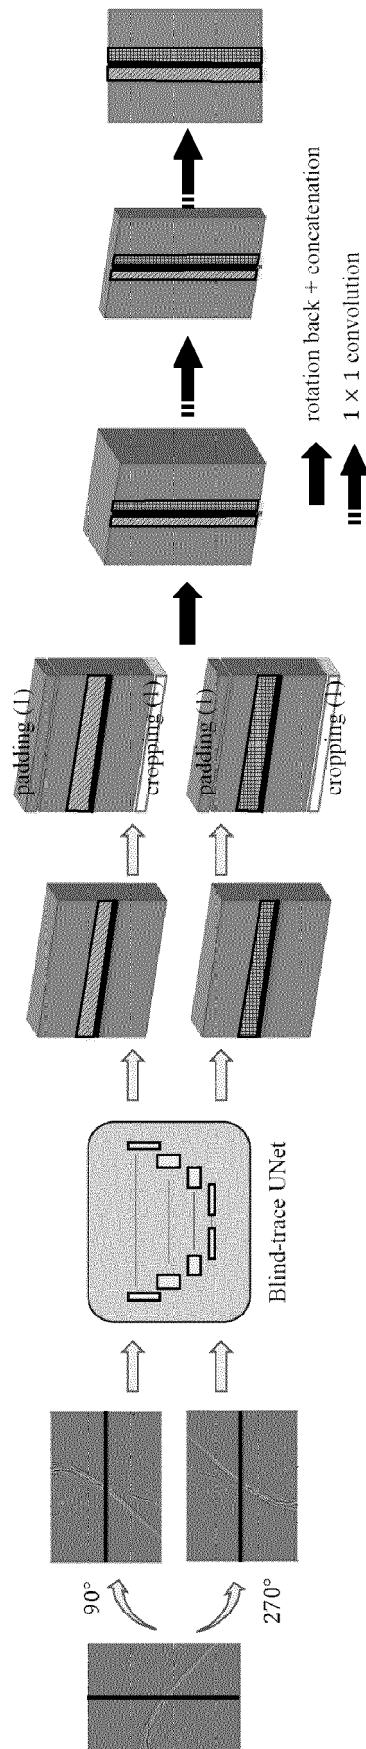 90°
270°
Blind-trace UNet
padding (1)
cropping (1)
padding (1)
cropping (1)
rotation back + concatenation
1 × 1 convolution